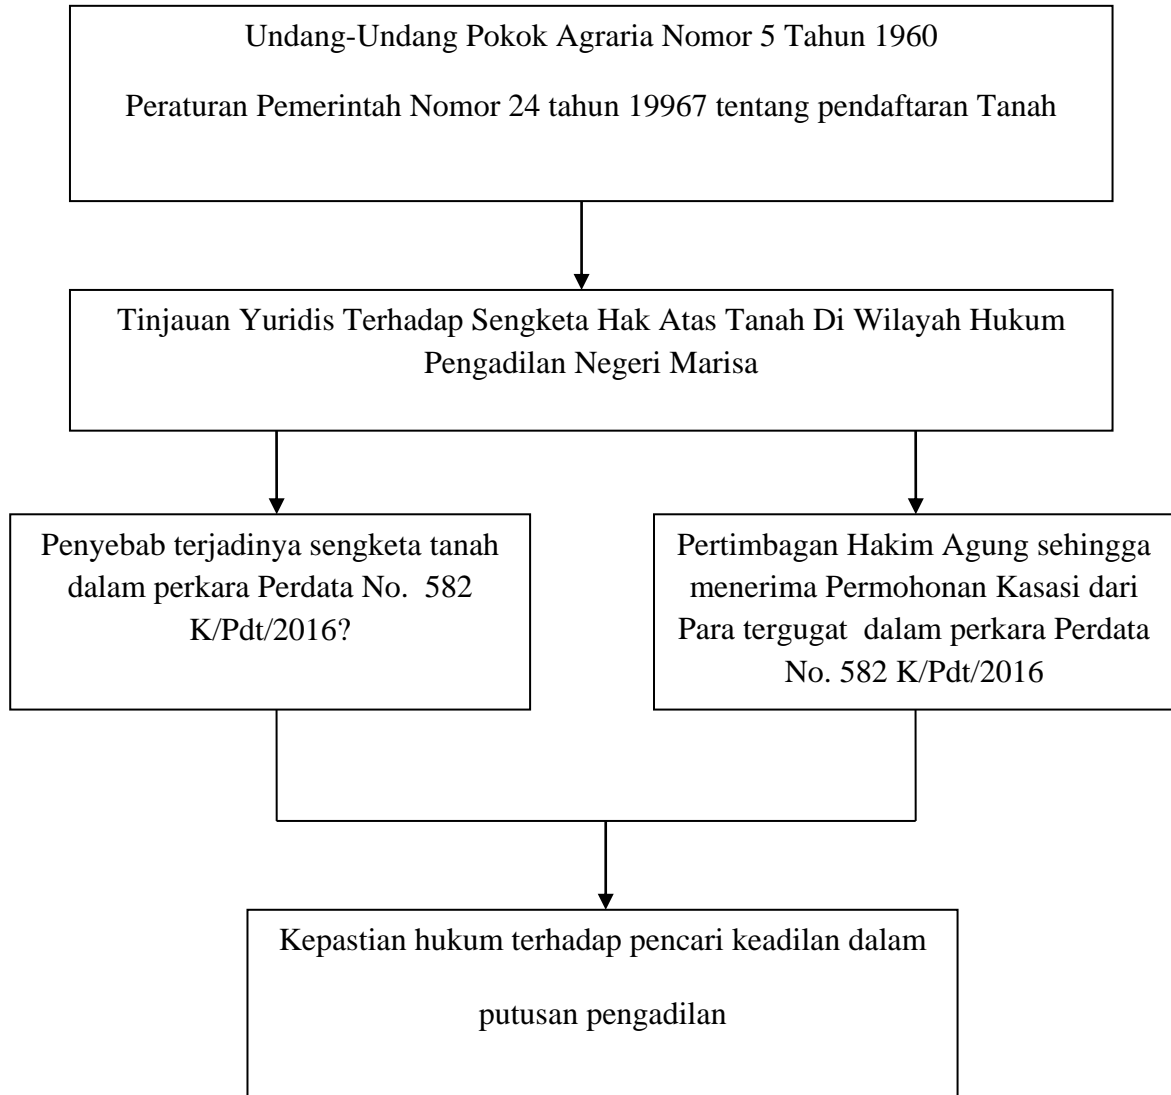 Undang-Undang Pokok Agraria Nomor 5 Tahun 1960
Peraturan Pemerintah Nomor 24 tahun 19967 tentang pendaftaran Tanah
Tinjauan Yuridis Terhadap Sengketa Hak Atas Tanah Di Wilayah Hukum
Pengadilan Negeri Marisa
Penyebab terjadinya sengketa tanah
dalam perkara Perdata No. 582
K/Pdt/2016?
Pertimbagan Hakim Agung sehingga
menerima Permohonan Kasasi dari
Para tergugat dalam perkara Perdata
No. 582 K/Pdt/2016
Kepastian hukum terhadap pencari keadilan dalam
putusan pengadilan